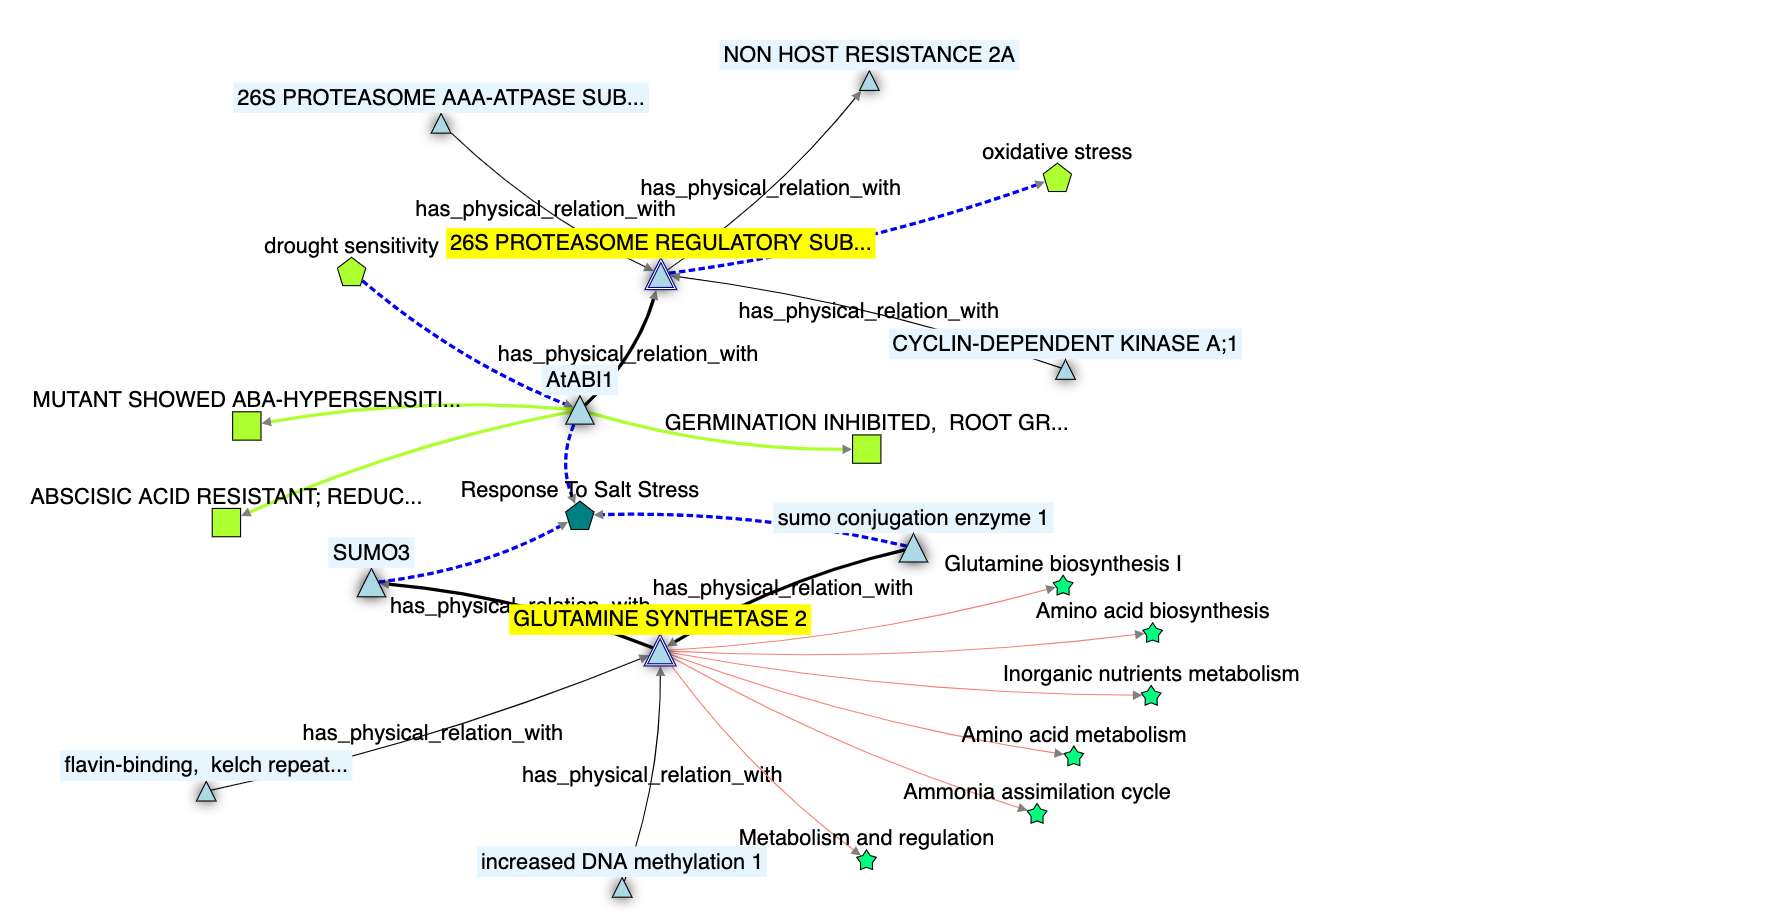 NON HOST RESISTANCE 2A
26S PROTEASOME AAA-ATPASE SUB...
oxidative stress
has_physical_relation_with
has_physical_relation_with
drought sensitivity
26S PROTEASOME REGULATORY SUB...
has_physical_relation_with
CYCLIN-DEPENDENT KINASE A;1
has_physical_relation_with
AtABI1
MUTANT SHOWED ABA-HYPERSENSITI...
GERMINATION INHIBITED, ROOT GR...
Response To Salt Stress
ABSCISIC ACID RESISTANT; REDUC...
sumo conjugation enzyme 1
SUMO3
Glutamine biosynthesis I
has_physical_relation_with
has_physical_relation_with
Amino acid biosynthesis
GLUTAMINE SYNTHETASE 2
Inorganic nutrients metabolism
has_physical_relation_with
Amino acid metabolism
flavin-binding, kelch repeat...
has_physical_relation_with
Ammonia assimilation cycle
Metabolism and regulation
increased DNA methylation 1